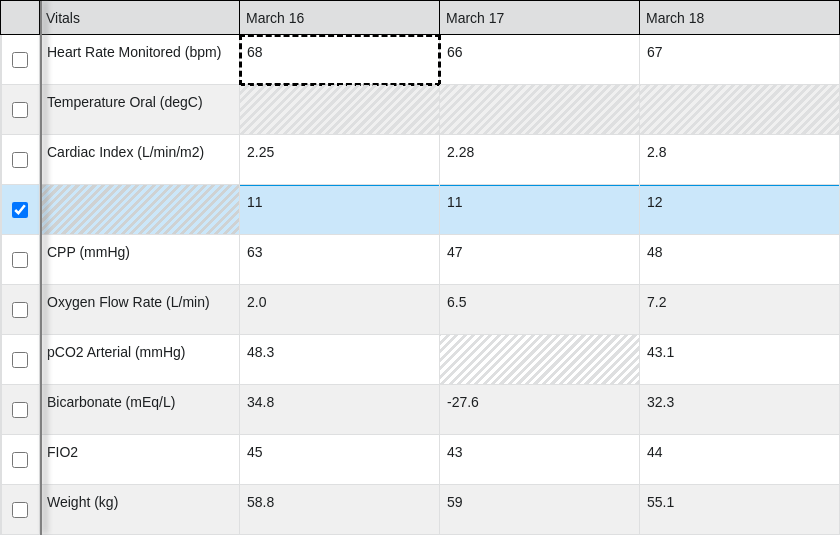 Vitals March 16 March 17 March 18
Heart Rate Monitored (bpm) 68 66 67
Temperature Oral (degC)
Cardiac Index (L/min/m2) 2.25 2.28 2.8
11 11 12
CPP (mmHg) 63 47 48
Oxygen Flow Rate (L/min) 2.0 6.5 7.2
pCO2 Arterial (mmHg) 48.3 43.1
Bicarbonate (mEq/L) 34.8 -27.6 32.3
FIO2 45 43 44
Weight (kg) 58.8 59 55.1